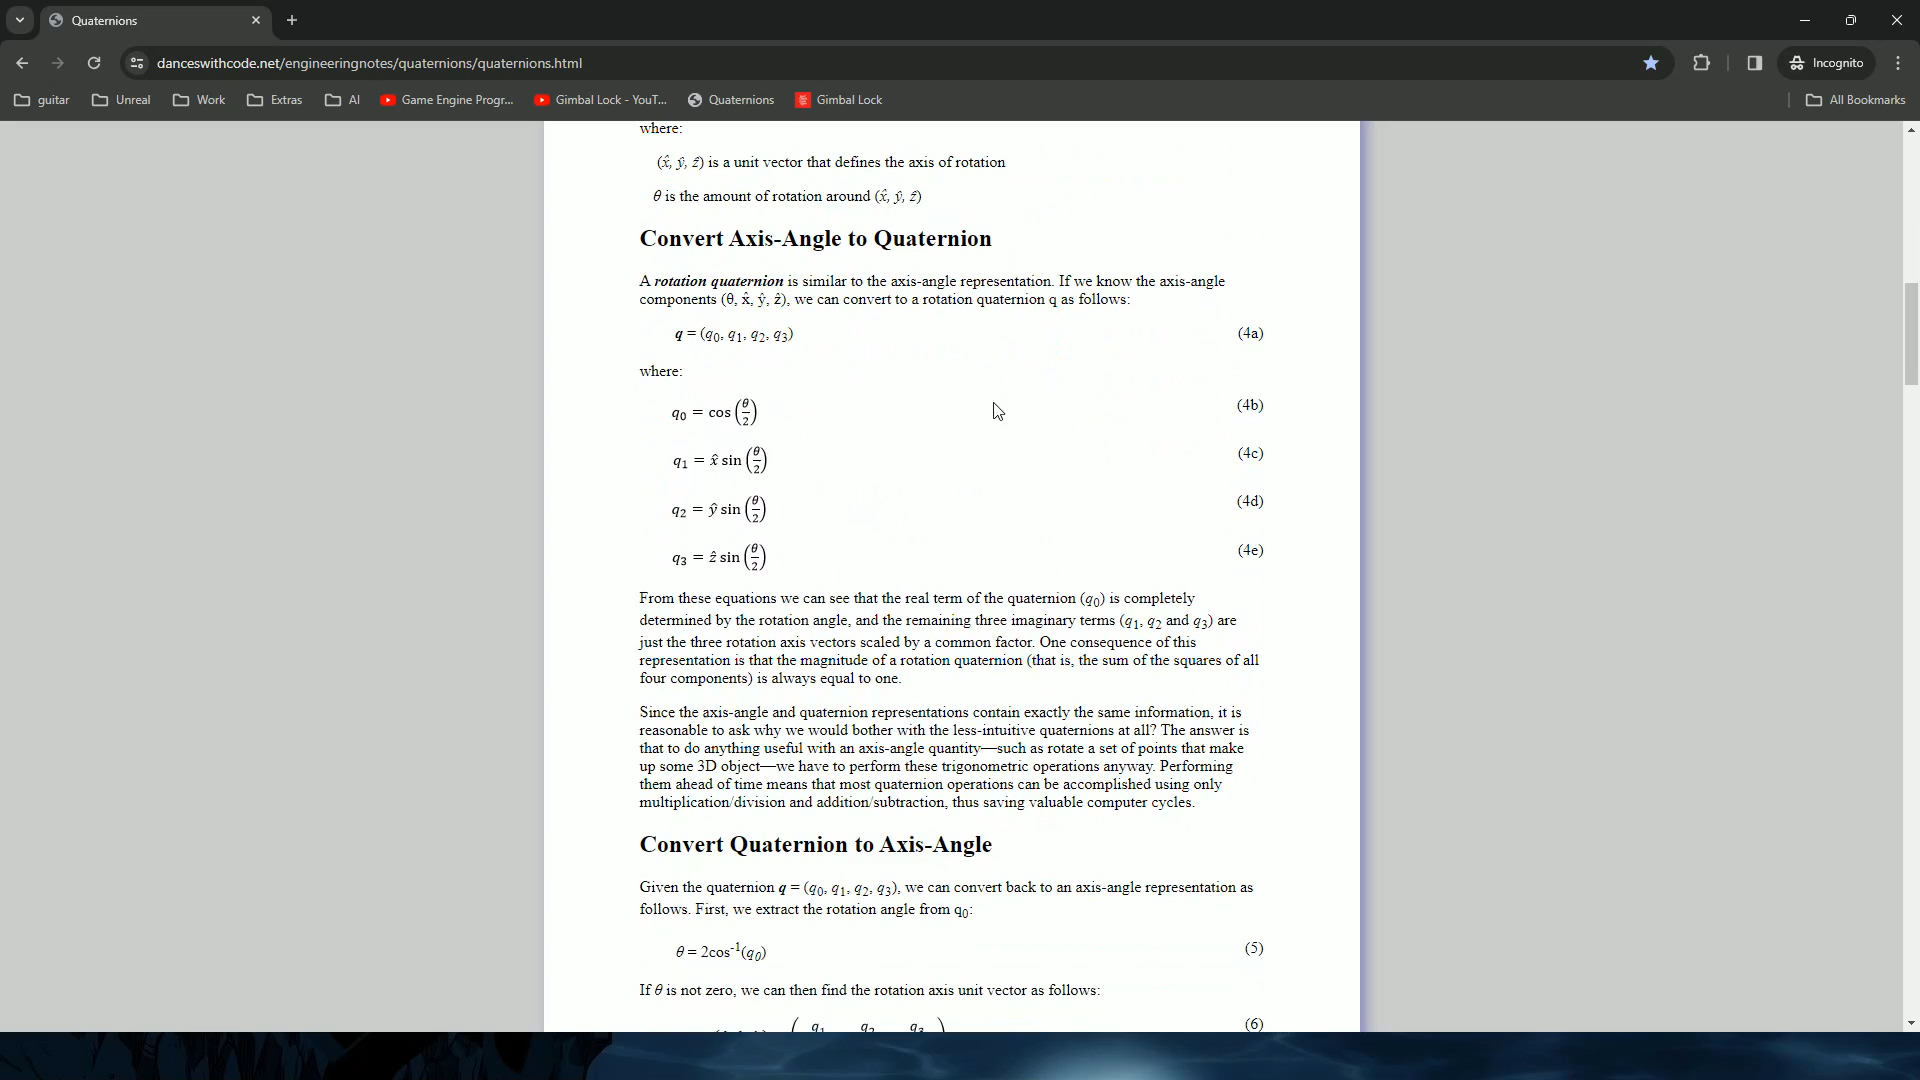 Quaternions
danceswithcode.net/engineeringnotes/quaternions/quaternions.html
Incognito
guitar Unreal Work Extras AI Game Engine Progr... Gimbal Lock - YouT... Quaternions Gimbal Lock All Bookmarks
where:
(x̂, ŷ, ẑ) is a unit vector that defines the axis of rotation
θ is the amount of rotation around (x̂, ŷ, ẑ)
Convert Axis-Angle to Quaternion
A rotation quaternion is similar to the axis-angle representation. If we know the axis-angle
components (θ, x̂, ŷ, ẑ), we can convert to a rotation quaternion q as follows:
q = (q₀, q₁, q₂, q₃) (4a)
where:
q₀ = cos(θ/2) (4b)
q₁ = x̂ sin(θ/2) (4c)
q₂ = ŷ sin(θ/2) (4d)
q₃ = ẑ sin(θ/2) (4e)
From these equations we can see that the real term of the quaternion (q₀) is completely
determined by the rotation angle, and the remaining three imaginary terms (q₁, q₂ and q₃) are
just the three rotation axis vectors scaled by a common factor. One consequence of this
representation is that the magnitude of a rotation quaternion (that is, the sum of the squares of all
four components) is always equal to one.
Since the axis-angle and quaternion representations contain exactly the same information, it is
reasonable to ask why we would bother with the less-intuitive quaternions at all? The answer is
that to do anything useful with an axis-angle quantity—such as rotate a set of points that make
up some 3D object—we have to perform these trigonometric operations anyway. Performing
them ahead of time means that most quaternion operations can be accomplished using only
multiplication/division and addition/subtraction, thus saving valuable computer cycles.
Convert Quaternion to Axis-Angle
Given the quaternion q = (q₀, q₁, q₂, q₃), we can convert back to an axis-angle representation as
follows. First, we extract the rotation angle from q₀:
θ = 2cos⁻¹(q₀) (5)
If θ is not zero, we can then find the rotation axis unit vector as follows:
q₁ q₂ q₃ (6)